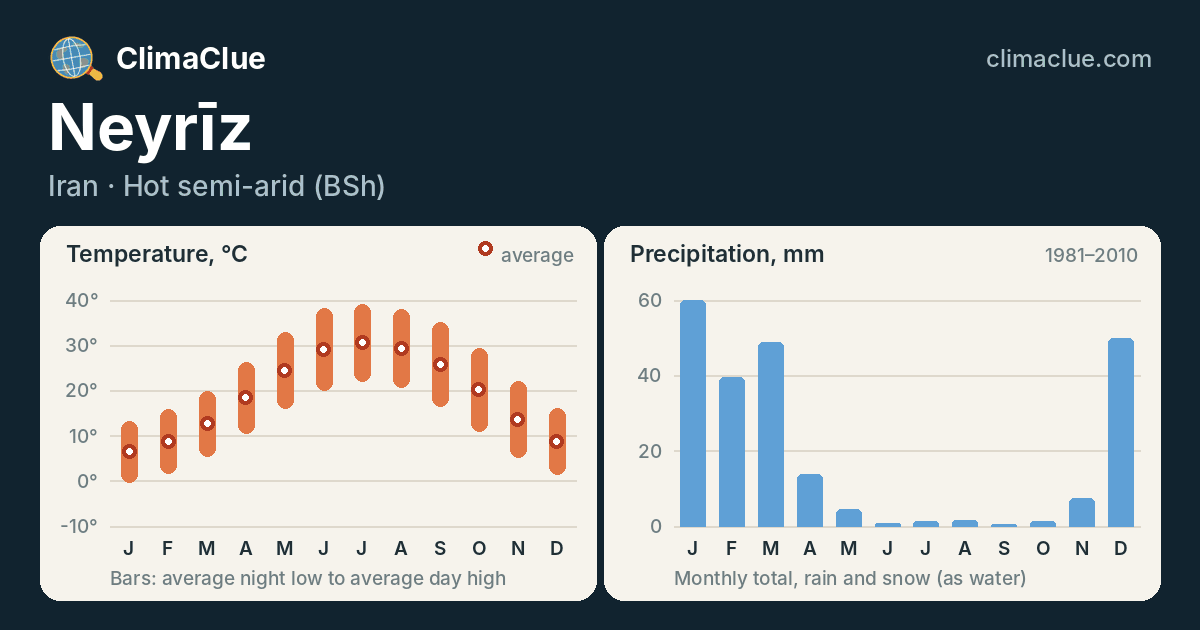 ClimaClue
climaclue.com
Neyrīz
Iran · Hot semi-arid (BSh)
Temperature, °C
average
40°
30°
20°
10°
0°
-10°
J F M A M J J A S O N D
Bars: average night low to average day high
Precipitation, mm
1981–2010
60
40
20
0
J F M A M J J A S O N D
Monthly total, rain and snow (as water)